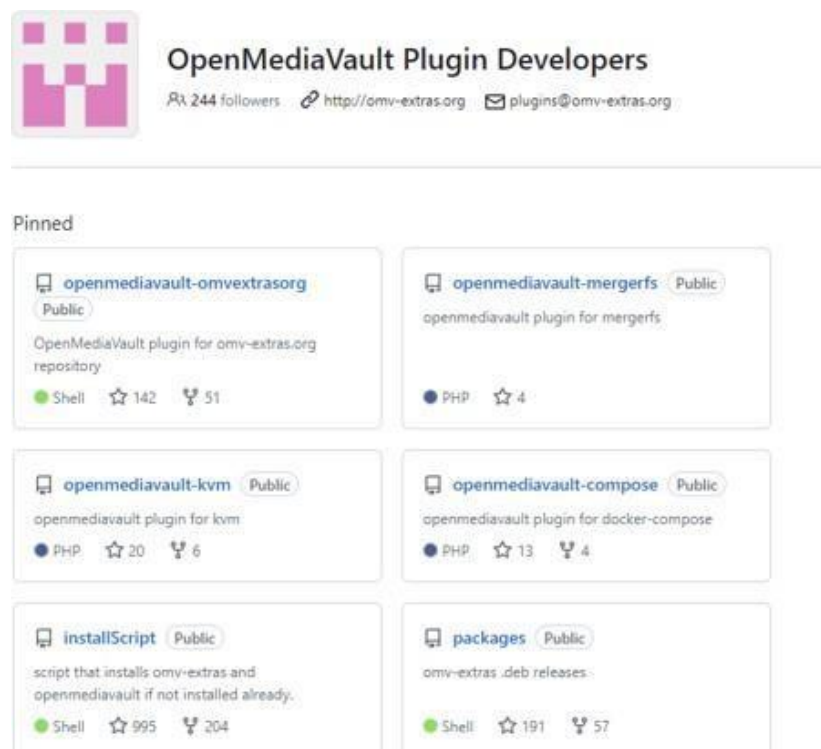 OpenMediaVault Plugin Developers
244 followers http://omv-extras.org plugins@omv-extras.org
Pinned
openmediavault-omvextrasorg
Public
OpenMediaVault plugin for omv-extras.org
repository
Shell 142 51
openmediavault-mergerfs Public
openmediavault plugin for mergerfs
PHP 4
openmediavault-kvm Public
openmediavault plugin for kvm
PHP 20 6
openmediavault-compose Public
openmediavault plugin for docker-compose
PHP 13 4
installScript Public
script that installs omv-extras and
openmediavault if not installed already.
Shell 995 204
packages Public
omv-extras .deb releases
Shell 191 57